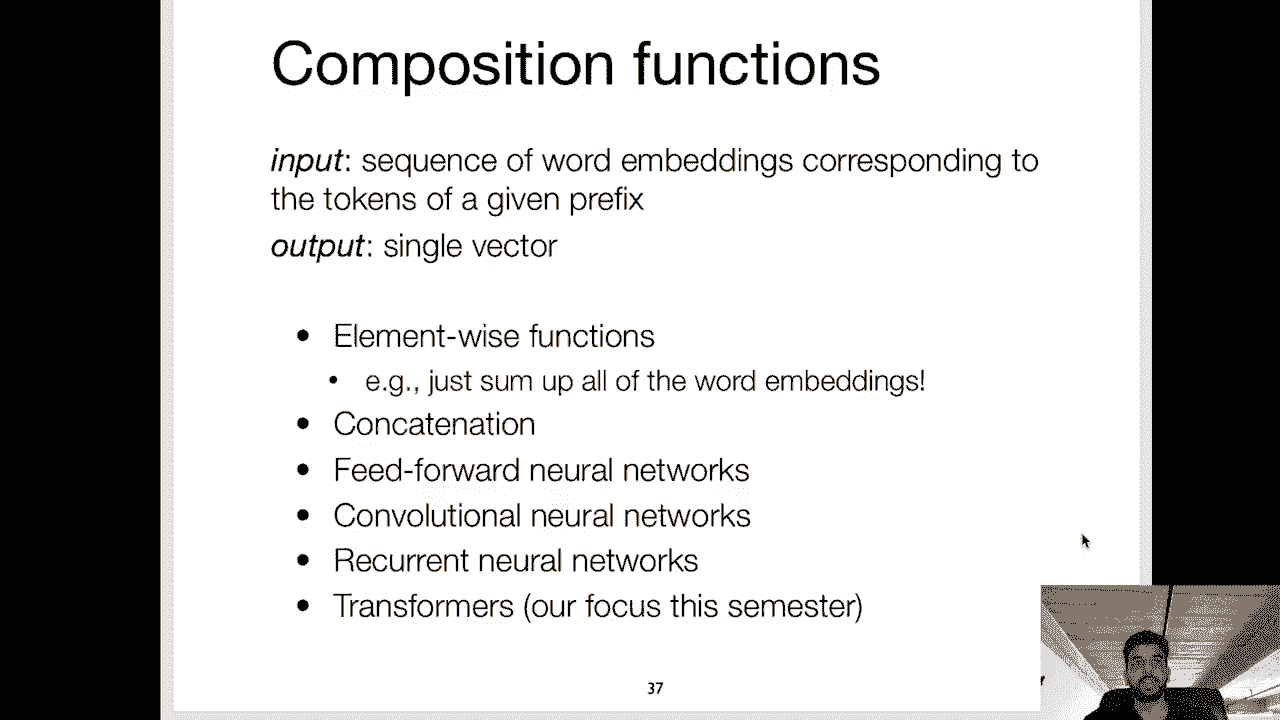 Composition functions
input: sequence of word embeddings corresponding to
the tokens of a given prefix
output: single vector
• Element-wise functions
• e.g., just sum up all of the word embeddings!
• Concatenation
• Feed-forward neural networks
• Convolutional neural networks
• Recurrent neural networks
• Transformers (our focus this semester)
37